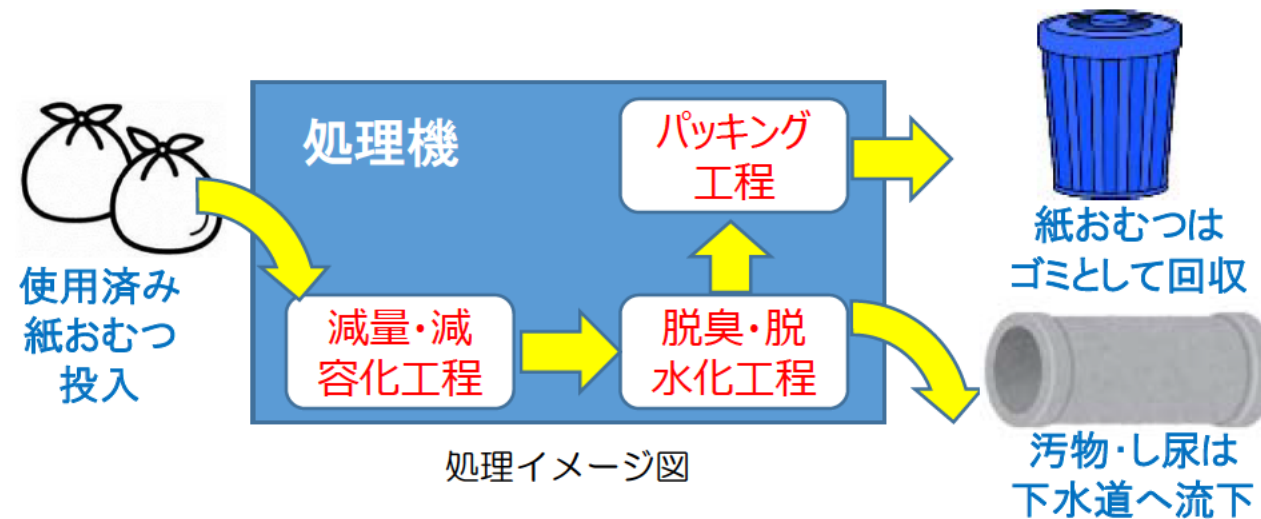 処理機
使用済み
紙おむつ
投入
減量・減
容化工程
脱臭・脱
水化工程
パッキング
工程
紙おむつは
ゴミとして回収
汚物・し尿は
下水道へ流下
処理イメージ図